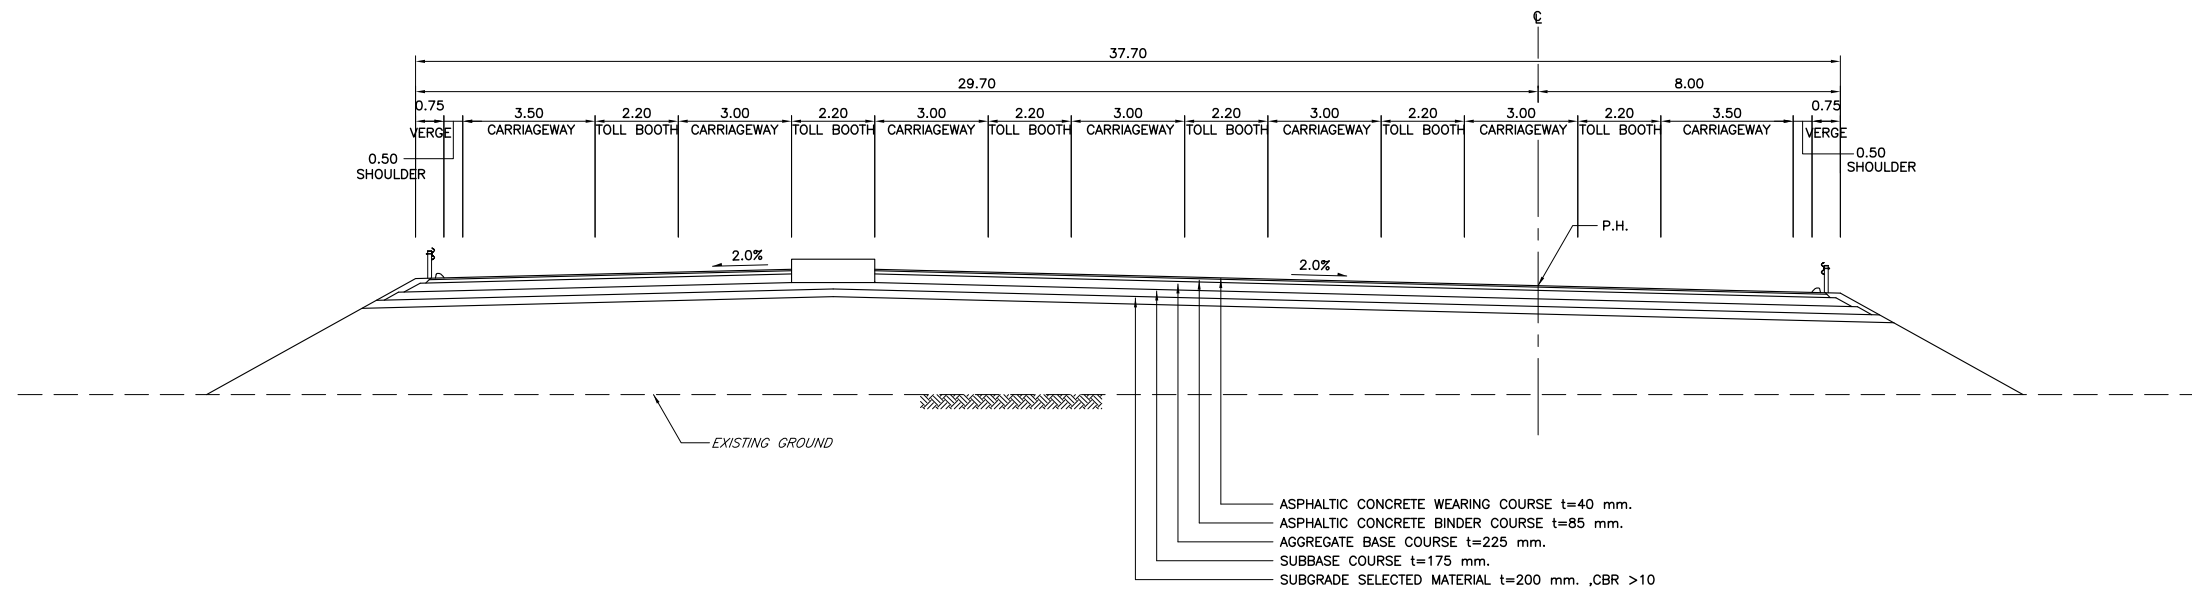 ℄
37.70
29.70 8.00
0.75 3.50 2.20 3.00 2.20 3.00 2.20 3.00 2.20 3.00 2.20 3.00 2.20 3.50 0.75
VERGE CARRIAGEWAY TOLL BOOTH CARRIAGEWAY TOLL BOOTH CARRIAGEWAY TOLL BOOTH CARRIAGEWAY TOLL BOOTH CARRIAGEWAY TOLL BOOTH CARRIAGEWAY TOLL BOOTH CARRIAGEWAY VERGE
0.50
SHOULDER
0.50
SHOULDER
P.H.
2.0%
2.0%
EXISTING GROUND
ASPHALTIC CONCRETE WEARING COURSE t=40 mm.
ASPHALTIC CONCRETE BINDER COURSE t=85 mm.
AGGREGATE BASE COURSE t=225 mm.
SUBBASE COURSE t=175 mm.
SUBGRADE SELECTED MATERIAL t=200 mm. ,CBR >10